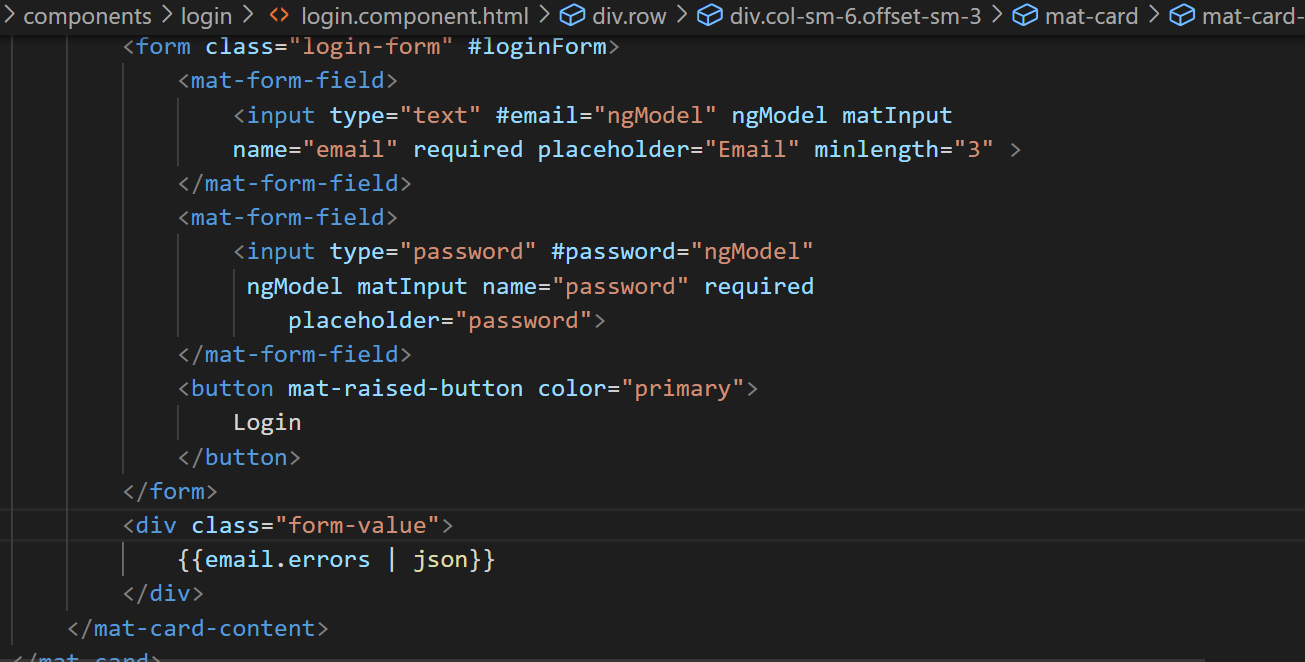 components > login > <> login.component.html > div.row > div.col-sm-6.offset-sm-3 > mat-card > mat-card-
<form class="login-form" #loginForm>
<mat-form-field>
<input type="text" #email="ngModel" ngModel matInput
name="email" required placeholder="Email" minlength="3" >
</mat-form-field>
<mat-form-field>
<input type="password" #password="ngModel"
ngModel matInput name="password" required
placeholder="password">
</mat-form-field>
<button mat-raised-button color="primary">
Login
</button>
</form>
<div class="form-value">
{{email.errors | json}}
</div>
</mat-card-content>
</mat-card>